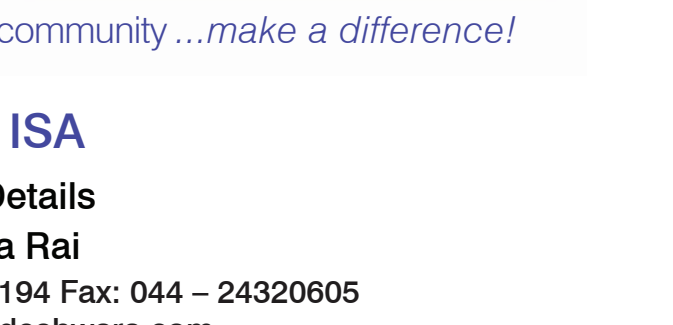 community ...make a difference!
ISA
Details
a Rai
194 Fax: 044 – 24320605